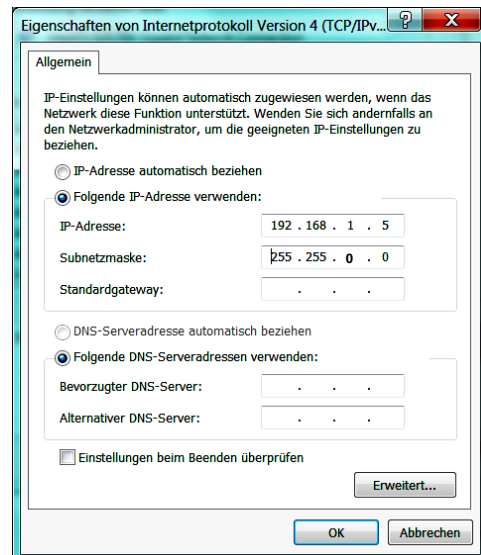 Eigenschaften von Internetprotokoll Version 4 (TCP/IPv...
Allgemein
IP-Einstellungen können automatisch zugewiesen werden, wenn das
Netzwerk diese Funktion unterstützt. Wenden Sie sich andernfalls an
den Netzwerkadministrator, um die geeigneten IP-Einstellungen zu
beziehen.
IP-Adresse automatisch beziehen
Folgende IP-Adresse verwenden:
IP-Adresse: 192 . 168 . 1 . 5
Subnetzmaske: 255 . 255 . 0 . 0
Standardgateway: . . .
DNS-Serveradresse automatisch beziehen
Folgende DNS-Serveradressen verwenden:
Bevorzugter DNS-Server: . . .
Alternativer DNS-Server: . . .
Einstellungen beim Beenden überprüfen
Erweitert...
OK Abbrechen